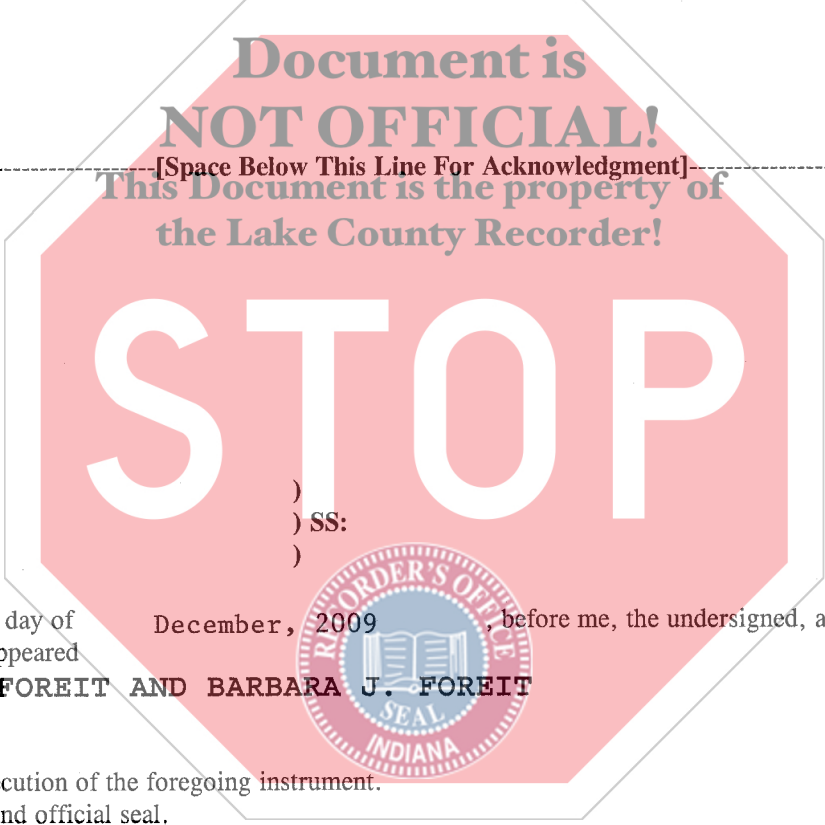 Document is
NOT OFFICIAL!
[Space Below This Line For Acknowledgment]
This Document is the property of
the Lake County Recorder!
STOP
)
) SS:
)
day of December, 2009 , before me, the undersigned, a
ppeared
FOREIT AND BARBARA J. FOREIT
RECORDER'S OFFICE
SEAL
INDIANA
cution of the foregoing instrument.
nd official seal.